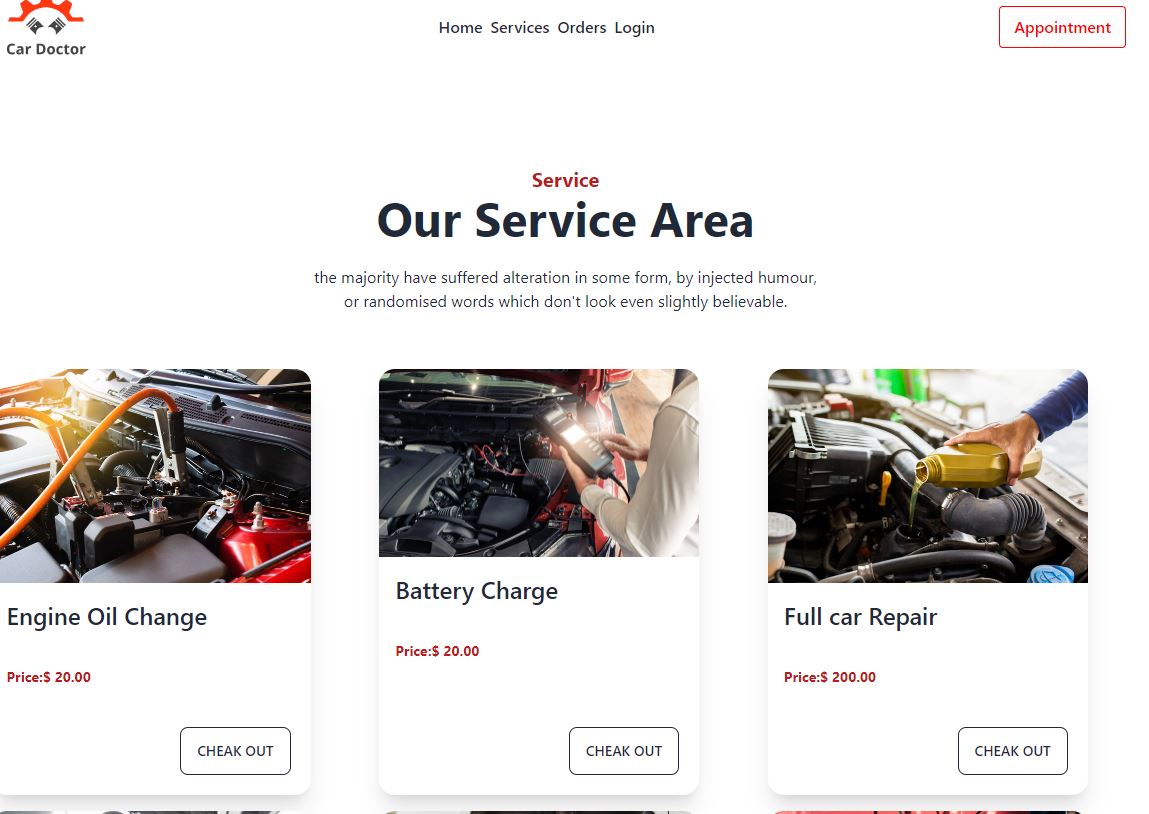 Car Doctor
Home Services Orders Login
Appointment
Service
Our Service Area
the majority have suffered alteration in some form, by injected humour,
or randomised words which don't look even slightly believable.
Engine Oil Change
Price:$ 20.00
CHEAK OUT
Battery Charge
Price:$ 20.00
CHEAK OUT
Full car Repair
Price:$ 200.00
CHEAK OUT